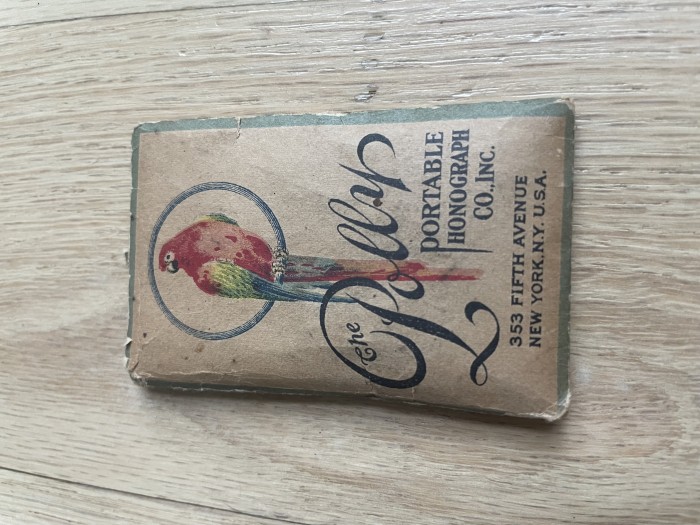 The
Polly
PORTABLE
PHONOGRAPH
CO., INC.
353 FIFTH AVENUE
NEW YORK, N.Y. U.S.A.